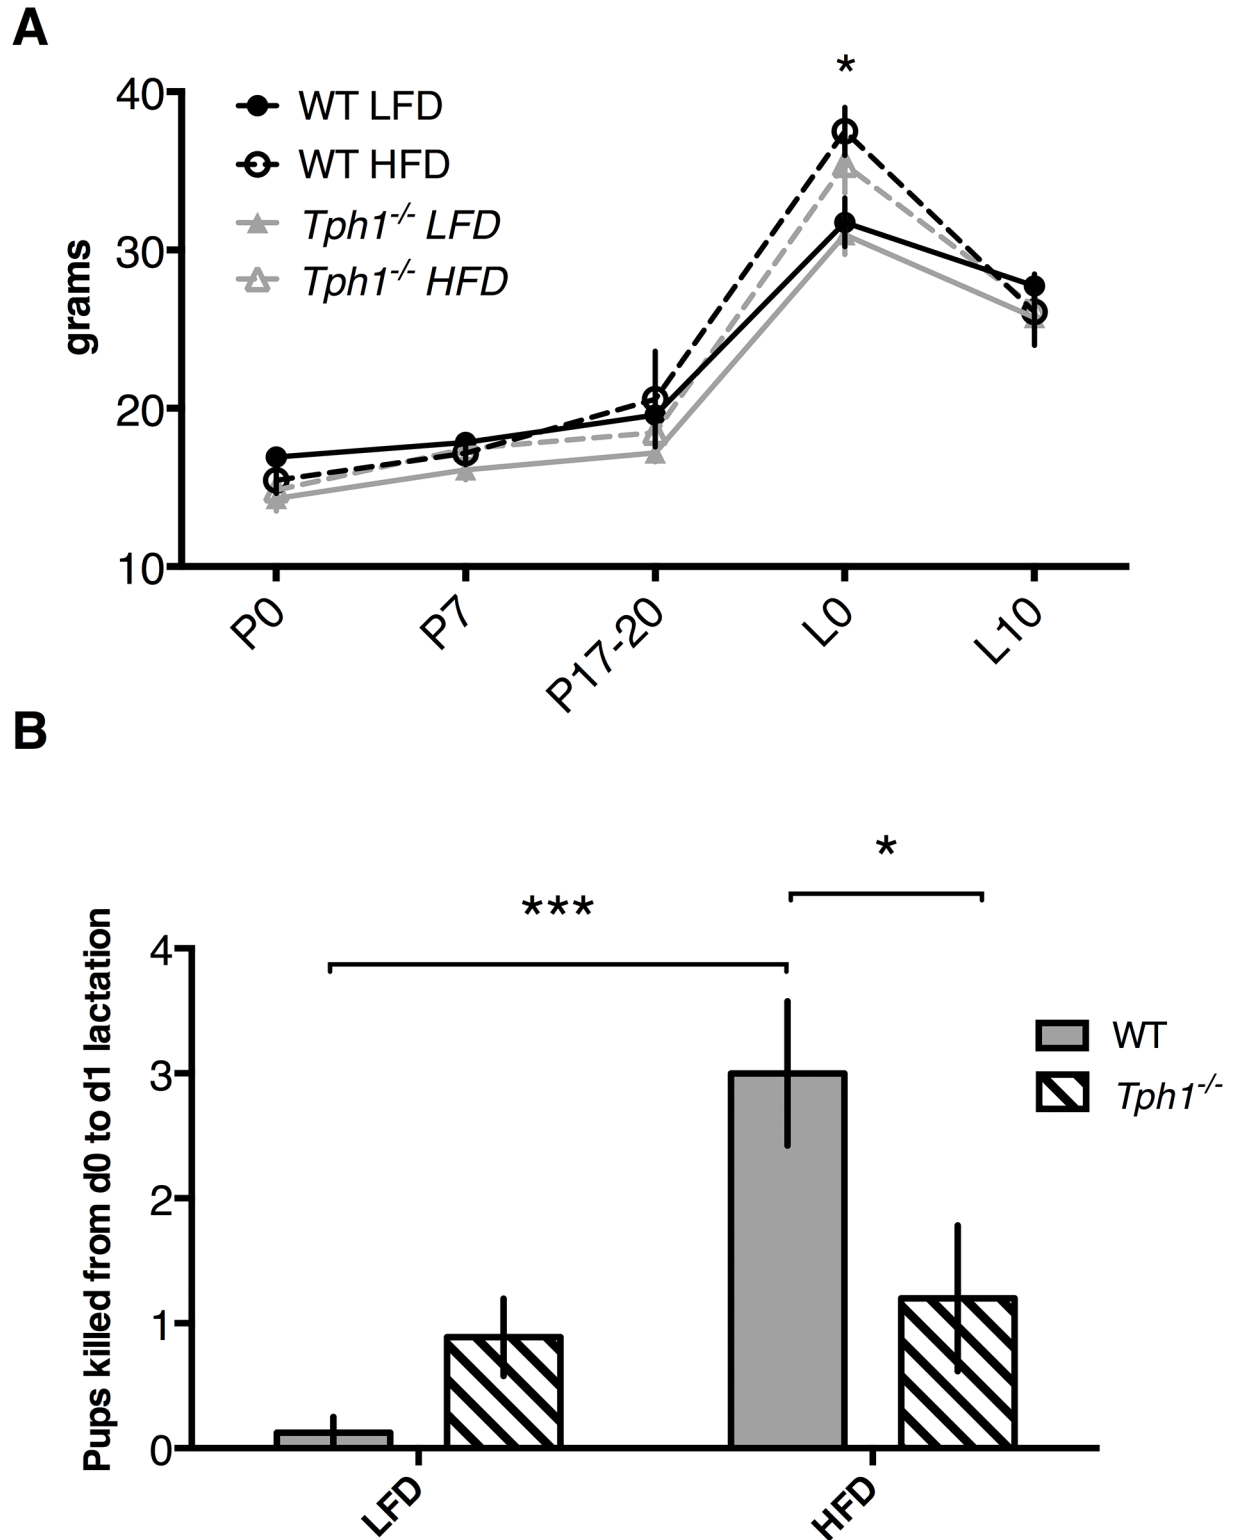 A
*
40
30
20
10
grams
WT LFD
WT HFD
Tph1-/- LFD
Tph1-/- HFD
P0
P7
P17-20
L0
L10
B
*
***
4
3
2
1
0
Pups killed from d0 to d1 lactation
WT
Tph1-/-
LFD
HFD